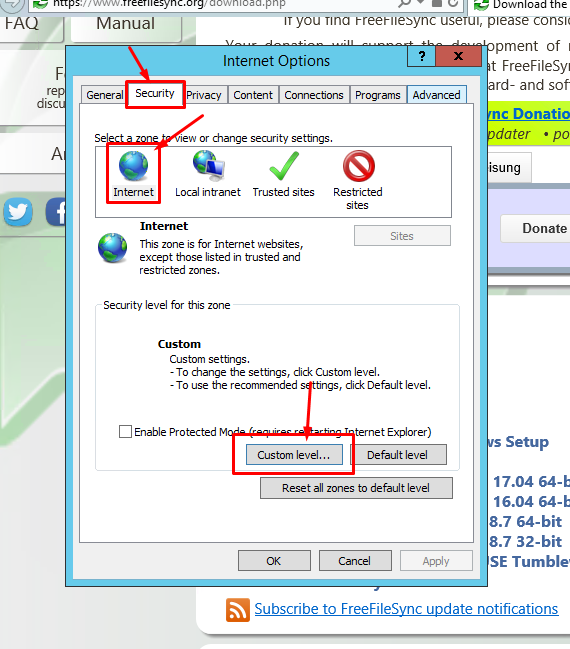 https://www.freefilesync.org/download.php
Download the
FAQ
Manual
If you find FreeFileSync useful, please consi
Your donation will support the development of
Internet Options
?
x
at FreeFileSy
ard- and sof
General
Security
Privacy
Content
Connections
Programs
Advanced
ync Donatio
pdater • po
Select a zone to view or change security settings.
Internet
Local intranet
Trusted sites
Restricted
sites
eisung
Internet
This zone is for Internet websites,
except those listed in trusted and
restricted zones.
Sites
Donate
Security level for this zone
Custom
Custom settings.
- To change the settings, click Custom level.
- To use the recommended settings, click Default level.
Enable Protected Mode (requires restarting Internet Explorer)
Custom level...
Default level
Reset all zones to default level
ws Setup
17.04 64-b
16.04 64-b
8.7 64-bit
8.7 32-bit
USE Tumblew
OK
Cancel
Apply
Subscribe to FreeFileSync update notifications